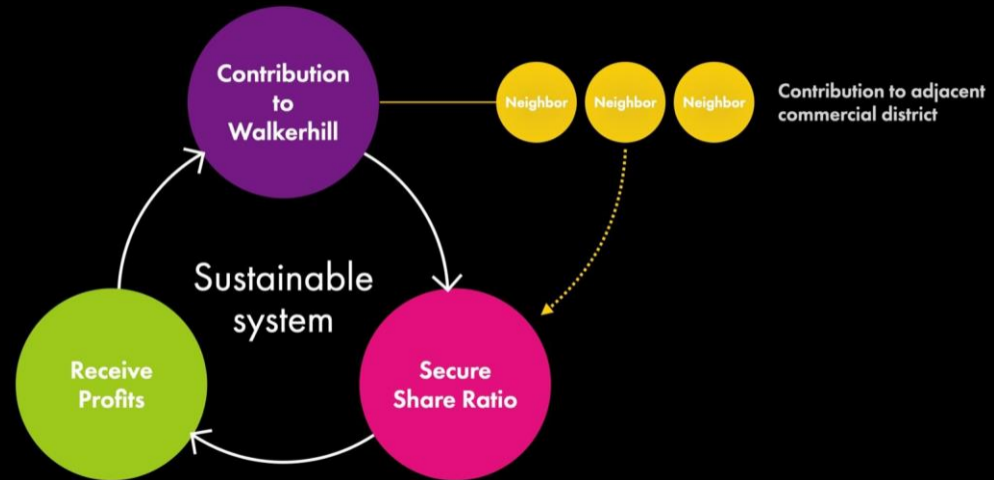 Contribution
to
Walkerhill
Neighbor
Neighbor
Neighbor
Contribution to adjacent
commercial district
Sustainable
system
Receive
Profits
Secure
Share Ratio